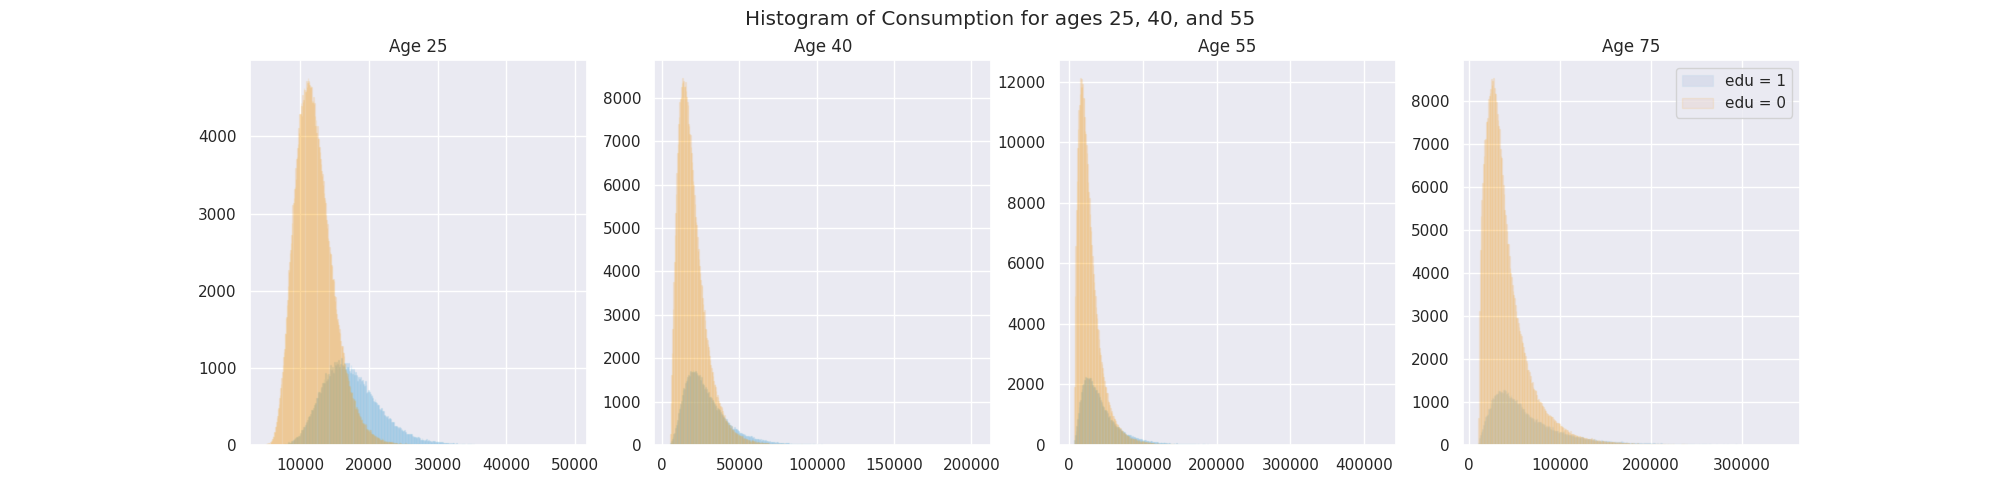 Histogram of Consumption for ages 25, 40, and 55
Age 25
4000
3000
2000
1000
0
10000 20000 30000 40000 50000
Age 40
8000
7000
6000
5000
4000
3000
2000
1000
0
0 50000 100000 150000 200000
Age 55
12000
10000
8000
6000
4000
2000
0
0 100000 200000 300000 400000
Age 75
edu = 1
edu = 0
8000
7000
6000
5000
4000
3000
2000
1000
0
0 100000 200000 300000